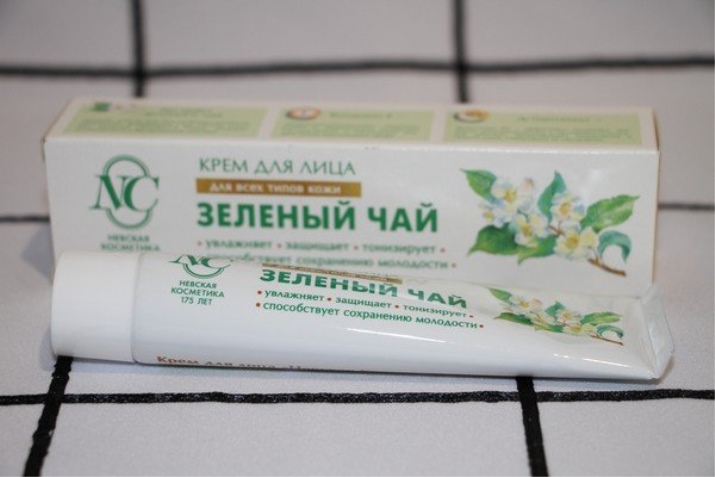 КРЕМ ДЛЯ ЛИЦА
для всех типов кожи
ЗЕЛЕНЫЙ ЧАЙ
• увлажняет • защищает • тонизирует •
способствует сохранению молодости •
NC
НЕВСКАЯ
КОСМЕТИКА
NC
НЕВСКАЯ
КОСМЕТИКА
175 ЛЕТ
ЗЕЛЕНЫЙ ЧАЙ
• увлажняет • защищает • тонизирует •
• способствует сохранению молодости •
Крем для лица